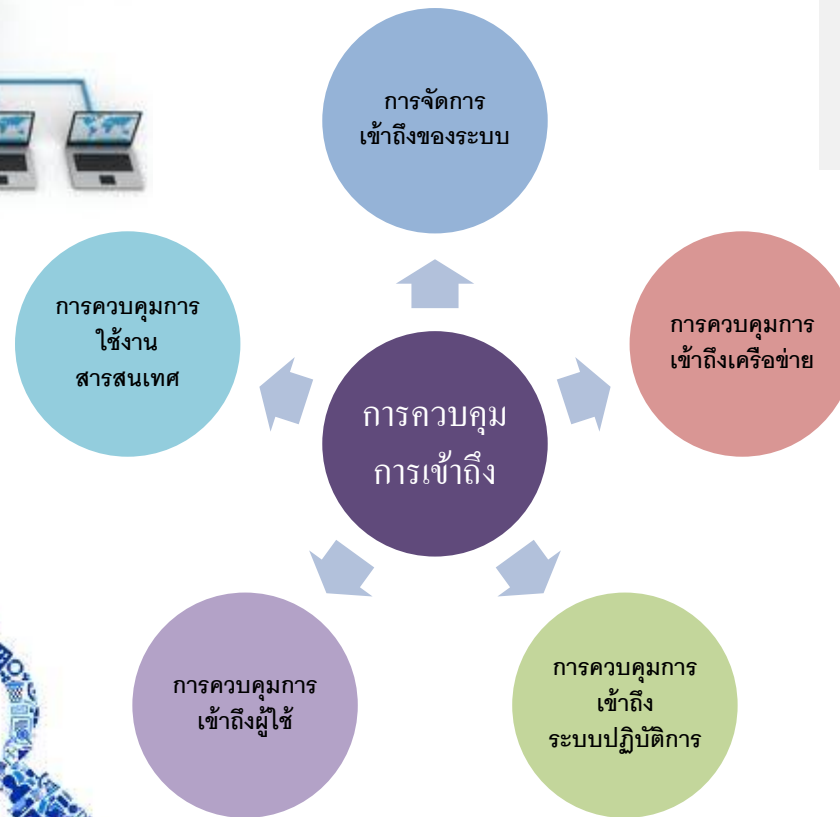 การจัดการ
เข้าถึงของระบบ
การควบคุมการ
ใช้งาน
สารสนเทศ
การควบคุมการ
เข้าถึงเครือข่าย
การควบคุม
การเข้าถึง
การควบคุมการ
เข้าถึงผู้ใช้
การควบคุมการ
เข้าถึง
ระบบปฏิบัติการ